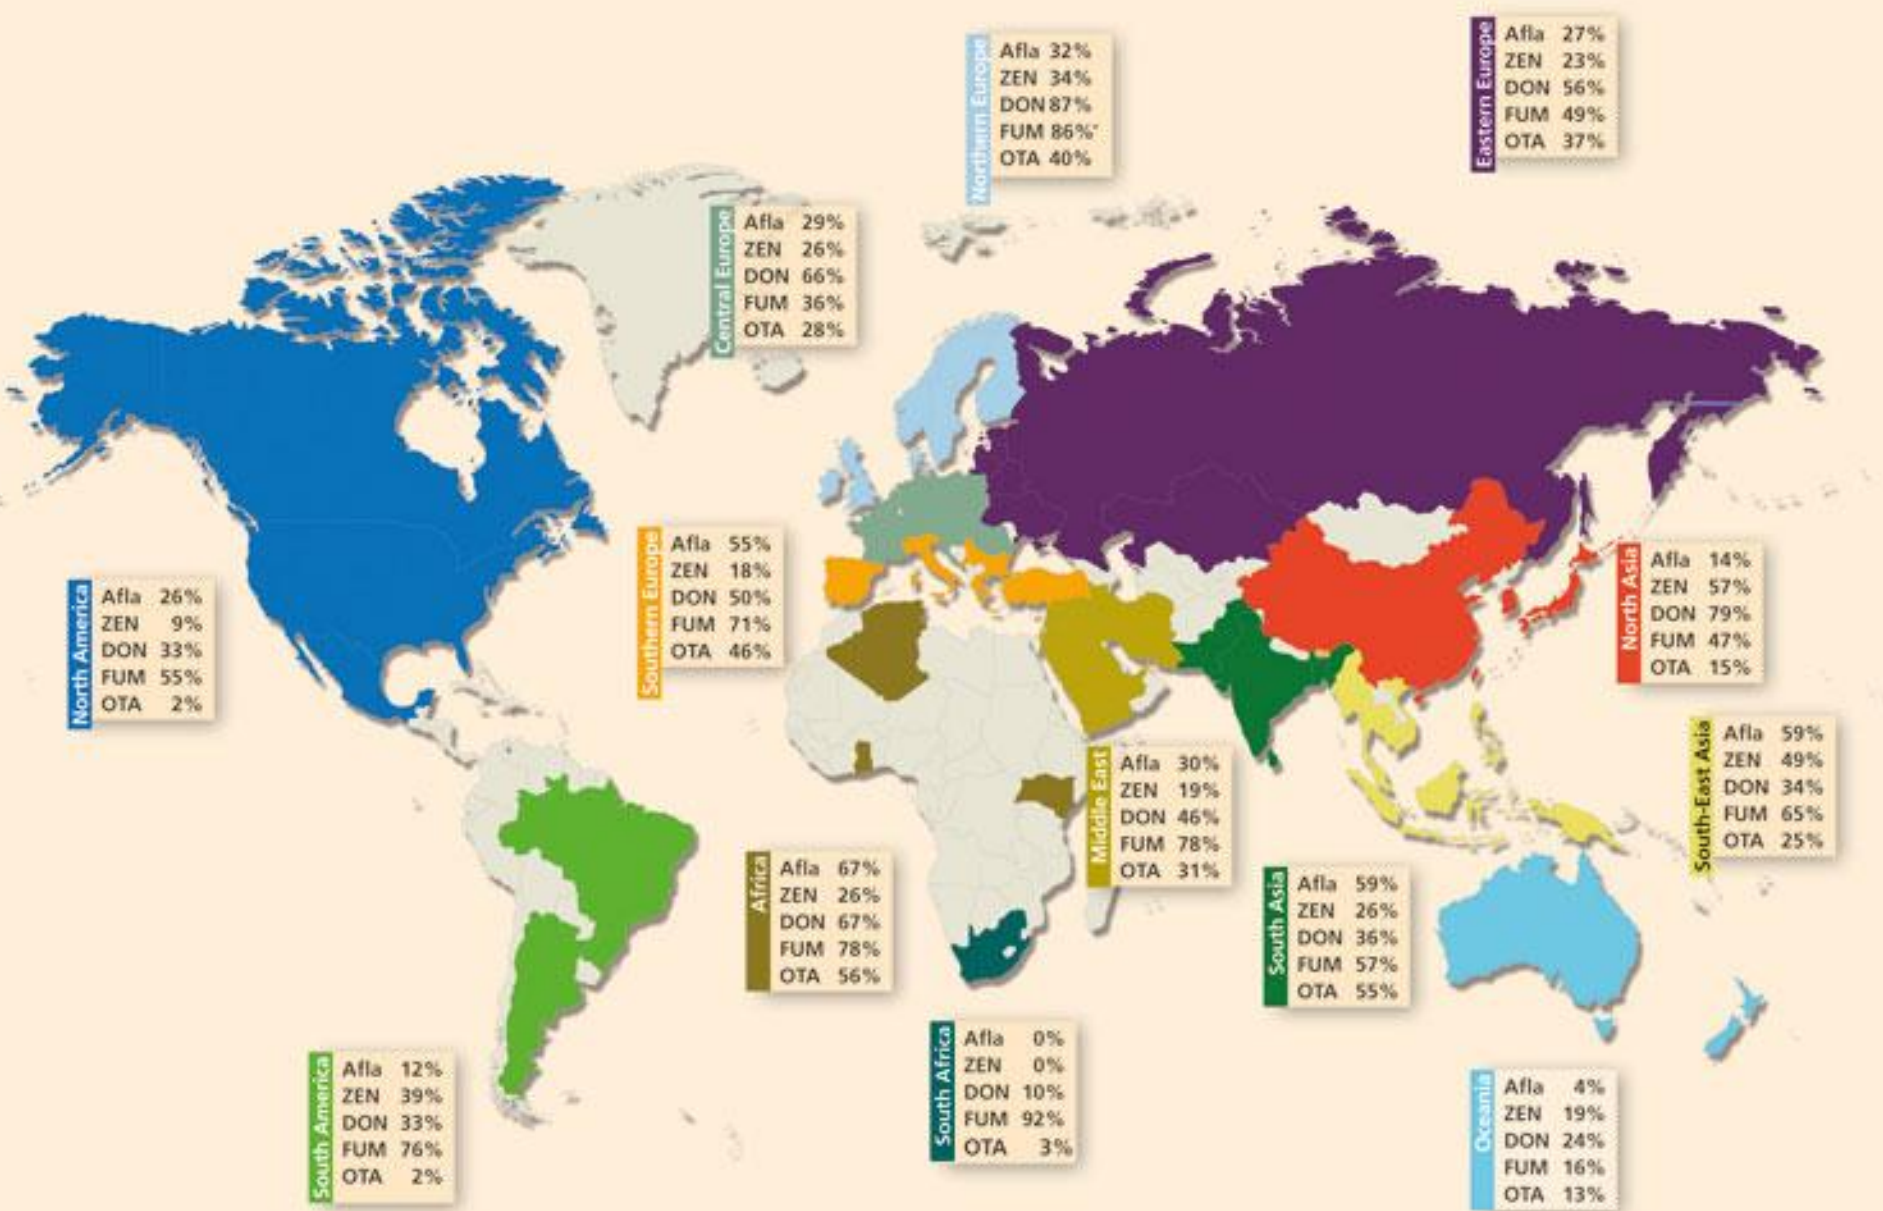 Northern Europe
Afla 32%
ZEN 34%
DON 87%
FUM 86%*
OTA 40%
Eastern Europe
Afla 27%
ZEN 23%
DON 56%
FUM 49%
OTA 37%
Central Europe
Afla 29%
ZEN 26%
DON 66%
FUM 36%
OTA 28%
North America
Afla 26%
ZEN 9%
DON 33%
FUM 55%
OTA 2%
Southern Europe
Afla 55%
ZEN 18%
DON 50%
FUM 71%
OTA 46%
North Asia
Afla 14%
ZEN 57%
DON 79%
FUM 47%
OTA 15%
South-East Asia
Afla 59%
ZEN 49%
DON 34%
FUM 65%
OTA 25%
Middle East
Afla 30%
ZEN 19%
DON 46%
FUM 78%
OTA 31%
Africa
Afla 67%
ZEN 26%
DON 67%
FUM 78%
OTA 56%
South Asia
Afla 59%
ZEN 26%
DON 36%
FUM 57%
OTA 55%
South America
Afla 12%
ZEN 39%
DON 33%
FUM 76%
OTA 2%
South Africa
Afla 0%
ZEN 0%
DON 10%
FUM 92%
OTA 3%
Oceania
Afla 4%
ZEN 19%
DON 24%
FUM 16%
OTA 13%